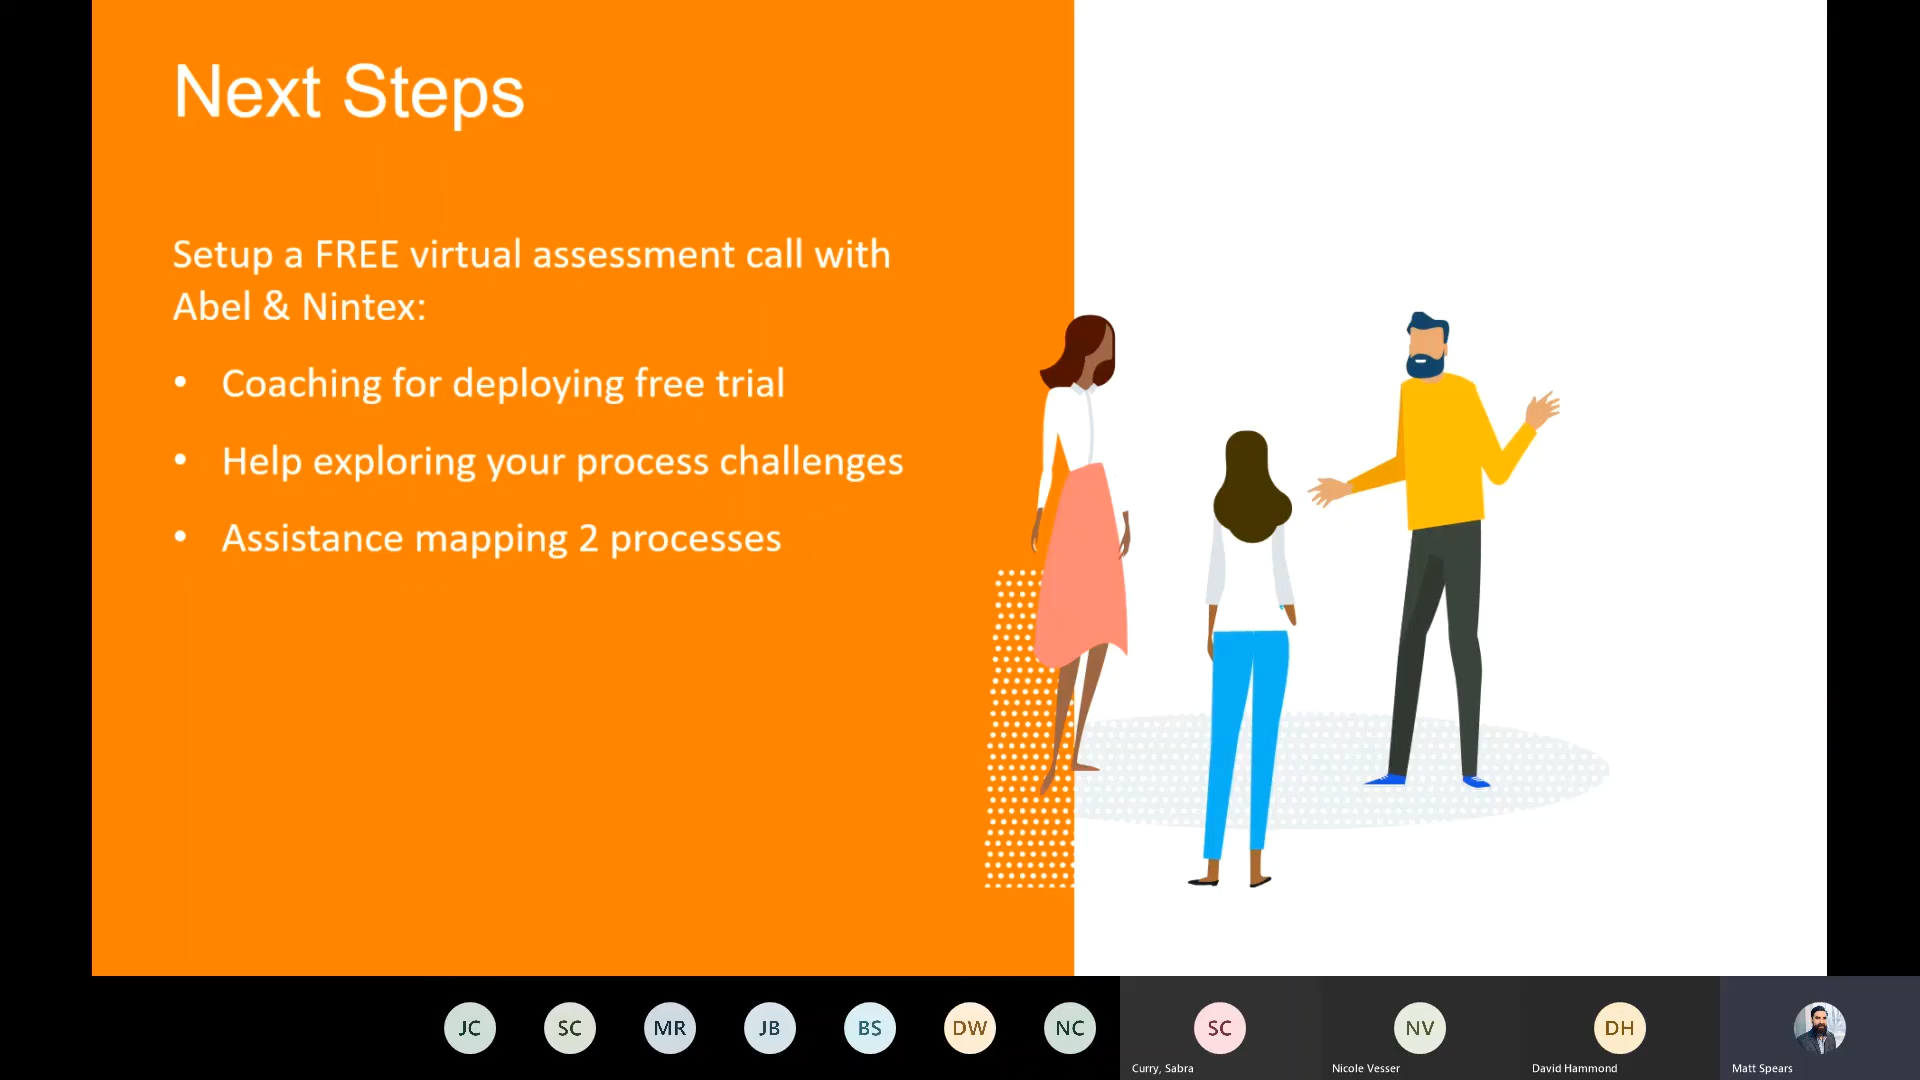 Next Steps
Setup a FREE virtual assessment call with
Abel & Nintex:
• Coaching for deploying free trial
• Help exploring your process challenges
• Assistance mapping 2 processes
JC SC MR JB BS DW NC SC NV DH
Curry, Sabra Nicole Vesser David Hammond Matt Spears